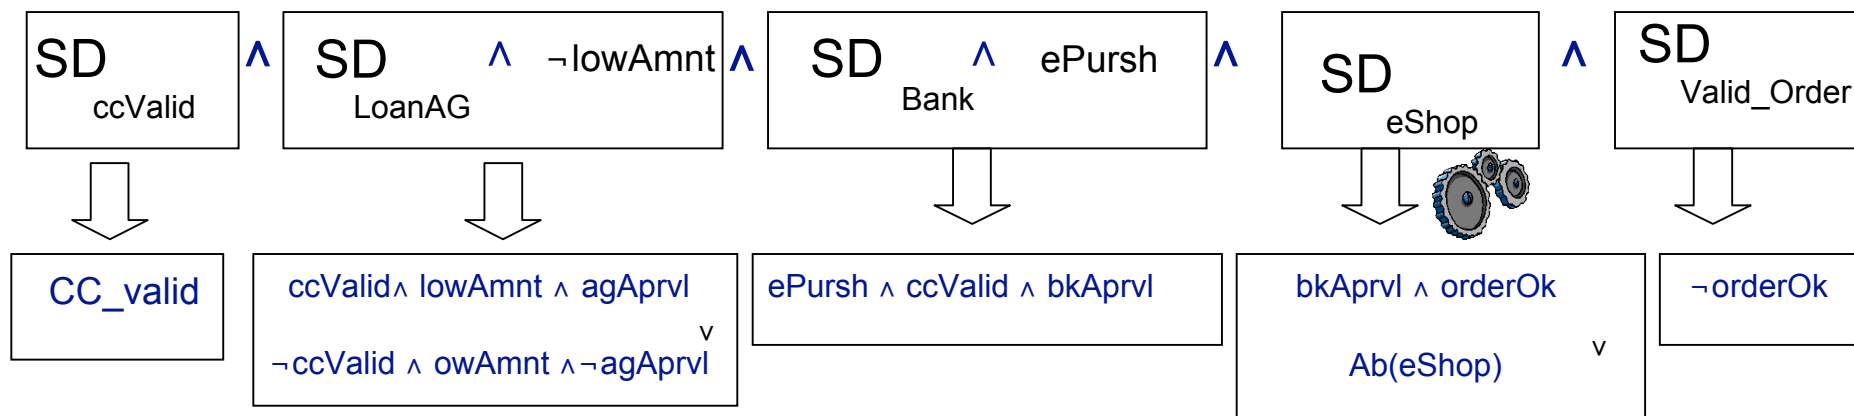 SD ccValid ∧ SD LoanAG ∧ ¬lowAmnt ∧ SD Bank ∧ ePursh ∧ SD eShop ∧ SD Valid_Order
CC_valid
ccValid∧ lowAmnt ∧ agAprvl
∨
¬ccValid ∧ owAmnt ∧¬agAprvl
ePursh ∧ ccValid ∧ bkAprvl
bkAprvl ∧ orderOk
∨
Ab(eShop)
¬orderOk